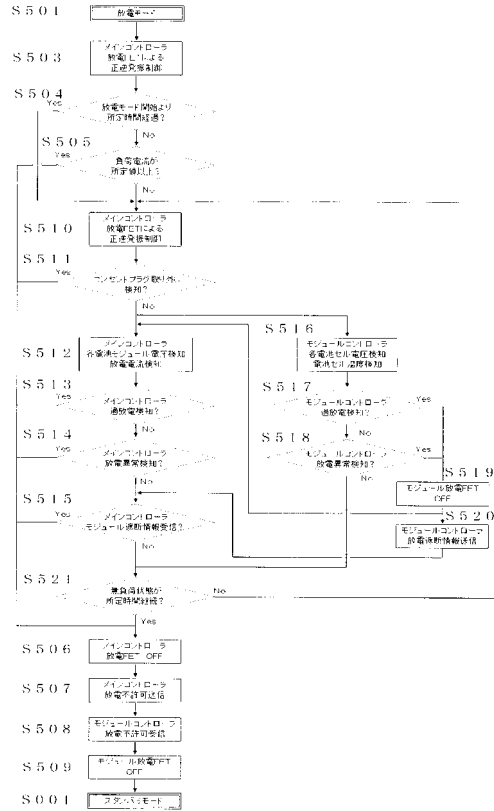 S501
放電モード
S503
メインコントローラ
放電FETによる
正逆発振制御
S504
Yes
放電モード開始より
所定時間経過?
No
S505
Yes
負荷電流が
所定値以上?
No
S510
メインコントローラ
放電FETによる
正逆発振制御
S511
Yes
コンセントプラグ取り外し
検知?
No
S516
S512
メインコントローラ
各電池モジュール電圧検知
放電電流検知
モジュールコントローラ
各電池セル電圧検知
電池セル温度検知
S513
Yes
メインコントローラ
過放電検知?
No
S517
モジュールコントローラ
過放電検知?
Yes
No
S514
Yes
メインコントローラ
放電異常検知?
No
S518
モジュールコントローラ
放電異常検知?
Yes
No
S519
モジュール放電FET
OFF
S515
Yes
メインコントローラ
モジュール遮断情報受信?
No
S520
モジュールコントローラ
放電遮断情報送信
S521
無負荷状態が
所定時間継続?
No
Yes
S506
メインコントローラ
放電FET OFF
S507
メインコントローラ
放電不許可送信
S508
モジュールコントローラ
放電不許可受信
S509
モジュール放電FET
OFF
S001
スタンバイモード